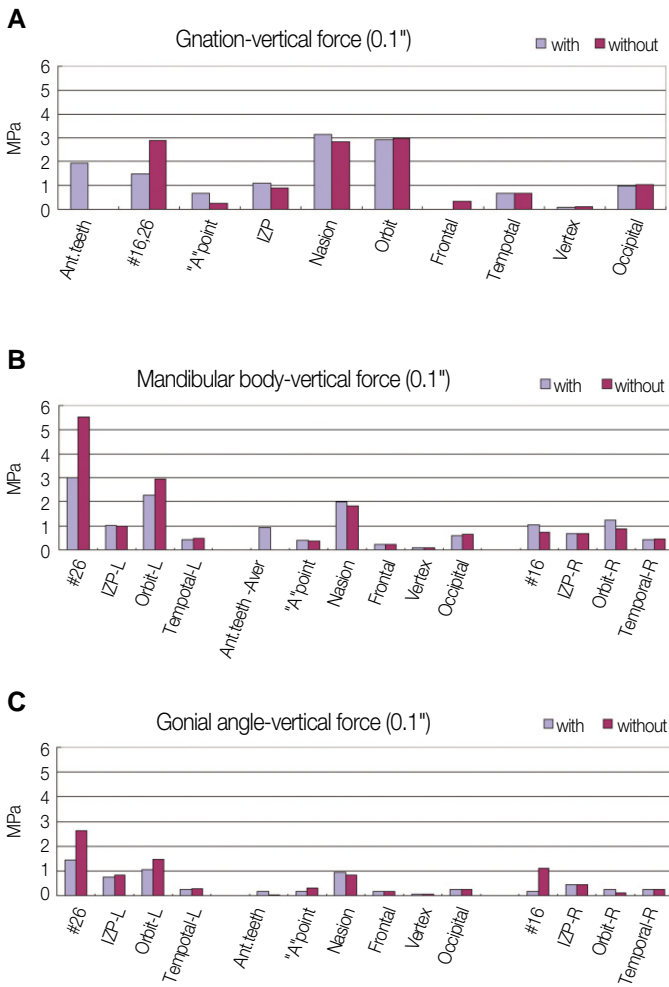 A
Gnation-vertical force (0.1")
with without
6
5
4
3
2
1
0
MPa
Ant.teeth
#16,26
"A"point
IZP
Nasion
Orbit
Frontal
Tempotal
Vertex
Occipital
B
Mandibular body-vertical force (0.1")
with without
6
5
4
3
2
1
0
MPa
#26
IZP-L
Orbit-L
Tempotal-L
Ant.teeth -Aver
"A"point
Nasion
Frontal
Vertex
Occipital
#16
IZP-R
Orbit-R
Temporal-R
C
Gonial angle-vertical force (0.1")
with without
6
5
4
3
2
1
0
MPa
#26
IZP-L
Orbit-L
Tempotal-L
Ant.teeth
"A"point
Nasion
Frontal
Vertex
Occipital
#16
IZP-R
Orbit-R
Temporal-R